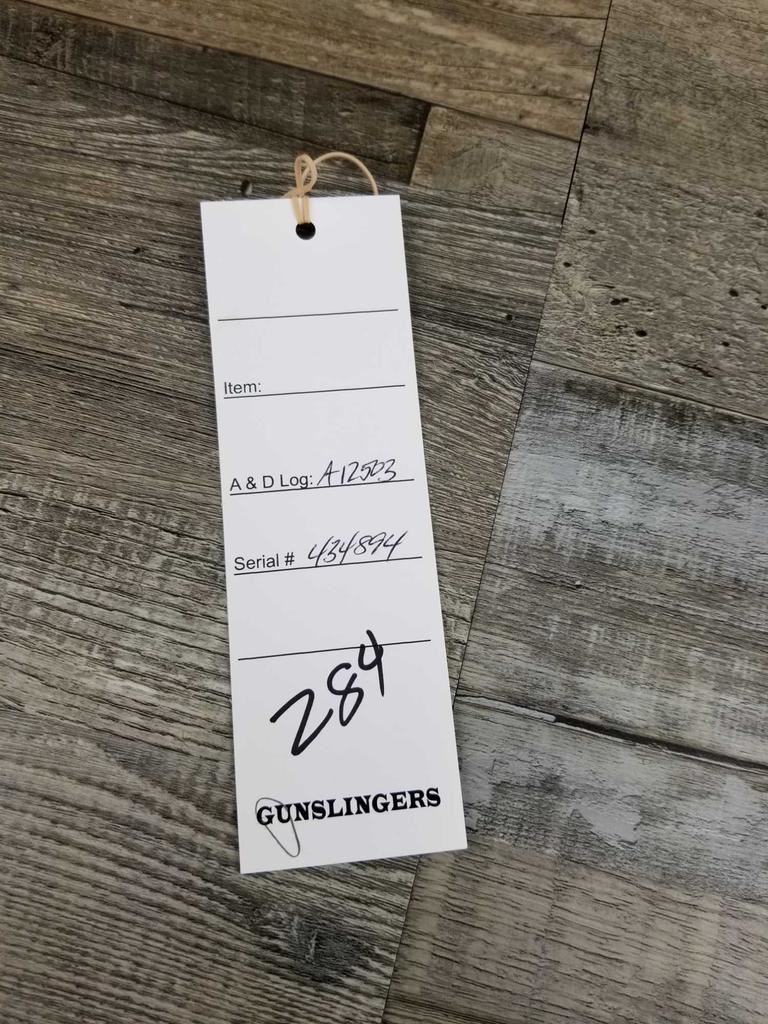 Item:
A & D Log: A12503
Serial # 434894
284
GUNSLINGERS